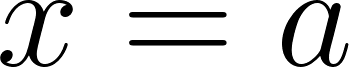 x = a